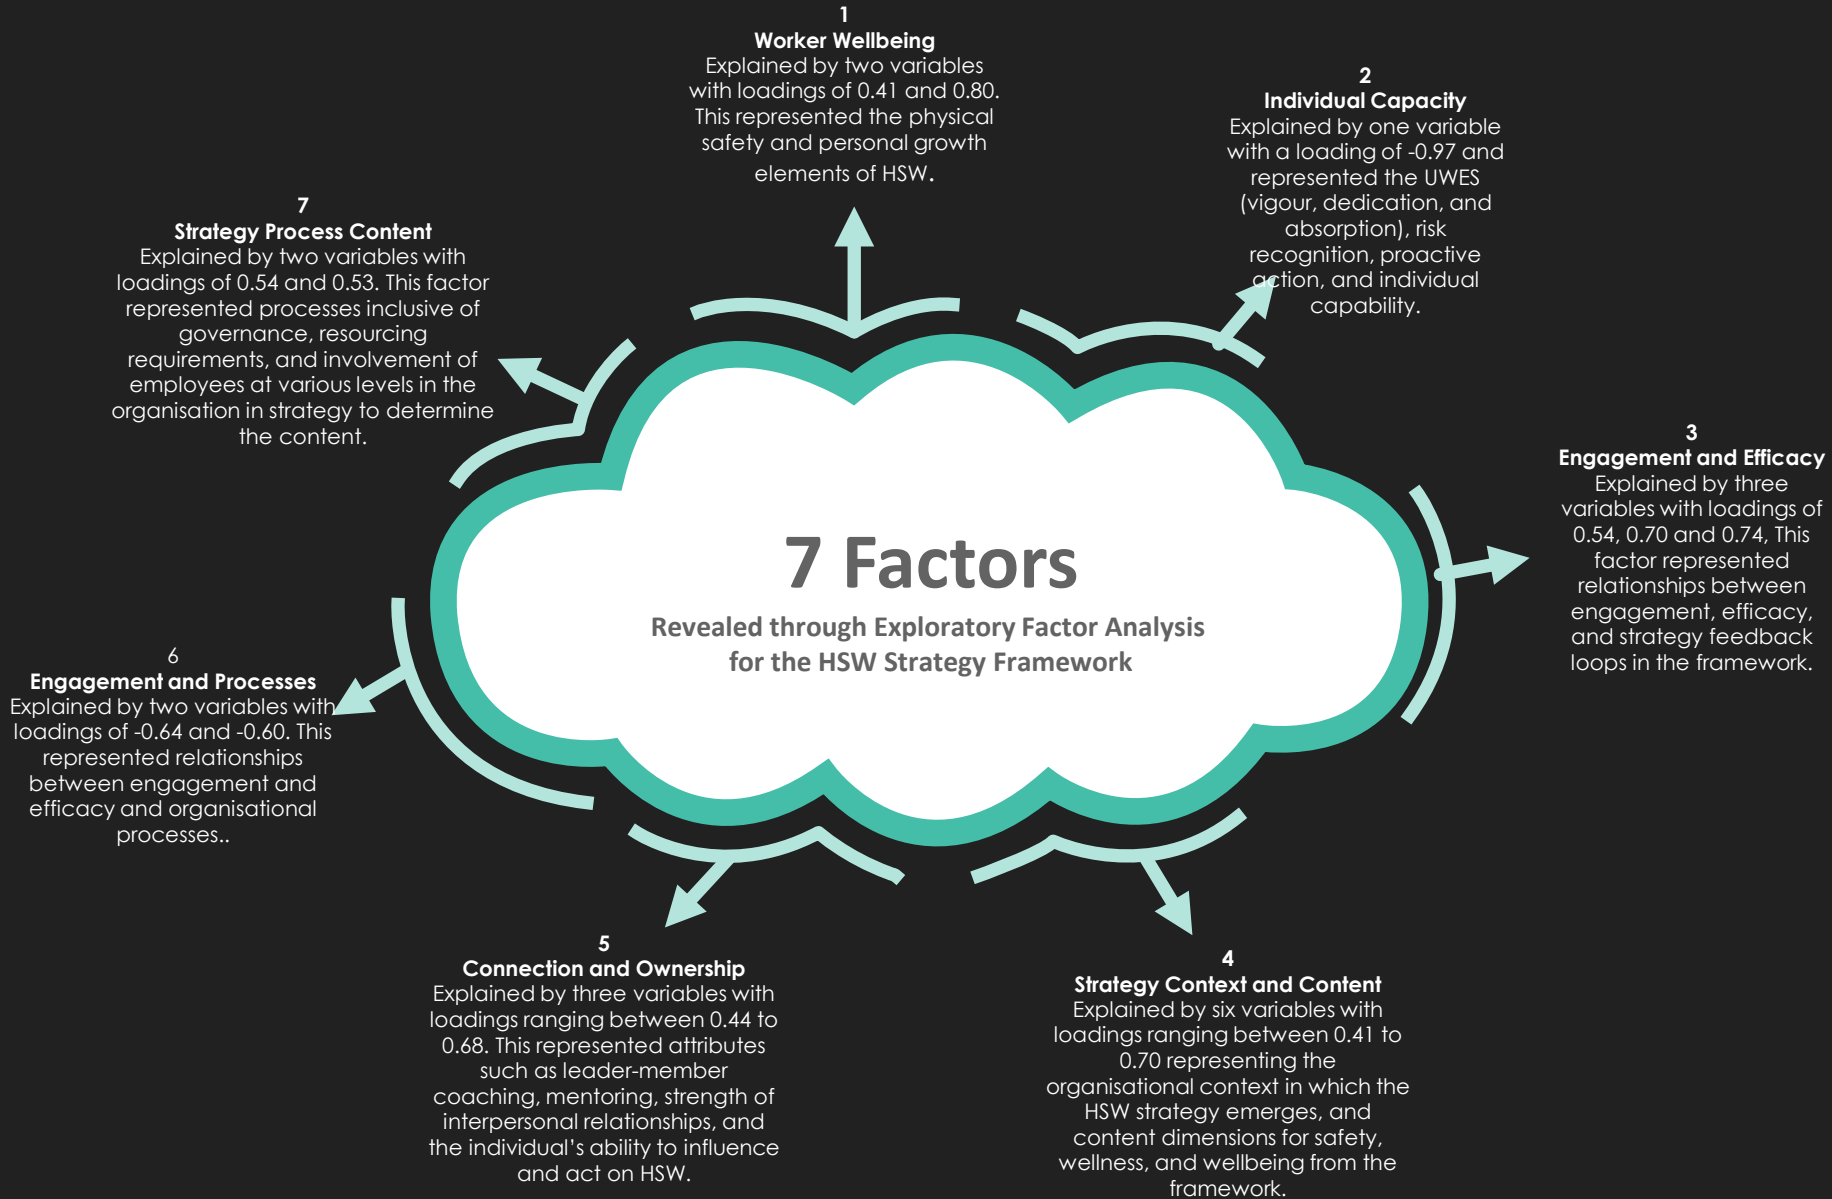 1
Worker Wellbeing
Explained by two variables
with loadings of 0.41 and 0.80.
This represented the physical
safety and personal growth
elements of HSW.
2
Individual Capacity
Explained by one variable
with a loading of -0.97 and
represented the UWES
(vigour, dedication, and
absorption), risk
recognition, proactive
action, and individual
capability.
3
Engagement and Efficacy
Explained by three
variables with loadings of
0.54, 0.70 and 0.74, This
factor represented
relationships between
engagement, efficacy,
and strategy feedback
loops in the framework.
4
Strategy Context and Content
Explained by six variables with
loadings ranging between 0.41 to
0.70 representing the
organisational context in which the
HSW strategy emerges, and
content dimensions for safety,
wellness, and wellbeing from the
framework.
5
Connection and Ownership
Explained by three variables with
loadings ranging between 0.44 to
0.68. This represented attributes
such as leader-member
coaching, mentoring, strength of
interpersonal relationships, and
the individual's ability to influence
and act on HSW.
6
Engagement and Processes
Explained by two variables with
loadings of -0.64 and -0.60. This
represented relationships
between engagement and
efficacy and organisational
processes..
7
Strategy Process Content
Explained by two variables with
loadings of 0.54 and 0.53. This factor
represented processes inclusive of
governance, resourcing
requirements, and involvement of
employees at various levels in the
organisation in strategy to determine
the content.
7 Factors
Revealed through Exploratory Factor Analysis
for the HSW Strategy Framework